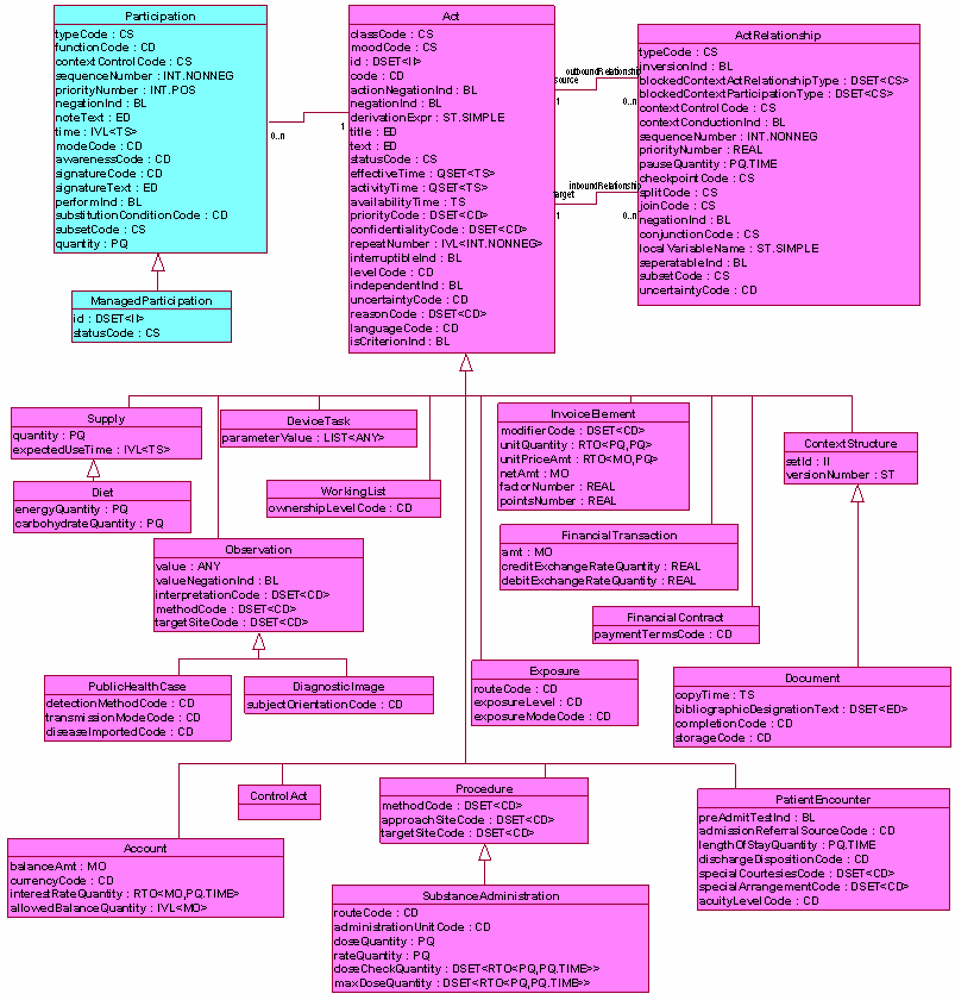 Participation
typeCode : CS
functionCode : CD
contextControlCode : CS
sequenceNumber : INT.NONNEG
priorityNumber : INT.POS
negationInd : BL
noteText : ED
time : IVL<TS>
modeCode : CD
awarenessCode : CD
signatureCode : CD
signatureText : ED
performInd : BL
substitutionConditionCode : CD
subsetCode : CS
quantity : PQ
ManagedParticipation
id : DSET<II>
statusCode : CS
0..n
1
Act
classCode : CS
moodCode : CS
id : DSET<II>
code : CD
actionNegationInd : BL
negationInd : BL
derivationExpr : ST.SIMPLE
title : ED
text : ED
statusCode : CS
effectiveTime : QSET<TS>
activityTime : QSET<TS>
availabilityTime : TS
priorityCode : DSET<CD>
confidentialityCode : DSET<CD>
repeatNumber : IVL<INT.NONNEG>
interruptibleInd : BL
levelCode : CD
independentInd : BL
uncertaintyCode : CD
reasonCode : DSET<CD>
languageCode : CD
isCriterionInd : BL
outboundRelationship
source
1
0..n
inboundRelationship
target
1
0..n
ActRelationship
typeCode : CS
inversionInd : BL
blockedContextActRelationshipType : DSET<CS>
blockedContextParticipationType : DSET<CS>
contextControlCode : CS
contextConductionInd : BL
sequenceNumber : INT.NONNEG
priorityNumber : REAL
pauseQuantity : PQ.TIME
checkpointCode : CS
splitCode : CS
joinCode : CS
negationInd : BL
conjunctionCode : CS
localVariableName : ST.SIMPLE
seperatableInd : BL
subsetCode : CS
uncertaintyCode : CD
Supply
quantity : PQ
expectedUseTime : IVL<TS>
Diet
energyQuantity : PQ
carbohydrateQuantity : PQ
DeviceTask
parameterValue : LIST<ANY>
WorkingList
ownershipLevelCode : CD
InvoiceElement
modifierCode : DSET<CD>
unitQuantity : RTO<PQ,PQ>
unitPriceAmt : RTO<MO,PQ>
netAmt : MO
factorNumber : REAL
pointsNumber : REAL
ContextStructure
setId : II
versionNumber : ST
Observation
value : ANY
valueNegationInd : BL
interpretationCode : DSET<CD>
methodCode : DSET<CD>
targetSiteCode : DSET<CD>
FinancialTransaction
amt : MO
creditExchangeRateQuantity : REAL
debitExchangeRateQuantity : REAL
FinancialContract
paymentTermsCode : CD
PublicHealthCase
detectionMethodCode : CD
transmissionModeCode : CD
diseaseImportedCode : CD
DiagnosticImage
subjectOrientationCode : CD
Exposure
routeCode : CD
exposureLevel : CD
exposureModeCode : CD
Document
copyTime : TS
bibliographicDesignationText : DSET<ED>
completionCode : CD
storageCode : CD
Account
balanceAmt : MO
currencyCode : CD
interestRateQuantity : RTO<MO,PQ.TIME>
allowedBalanceQuantity : IVL<MO>
ControlAct
Procedure
methodCode : DSET<CD>
approachSiteCode : DSET<CD>
targetSiteCode : DSET<CD>
SubstanceAdministration
routeCode : CD
administrationUnitCode : CD
doseQuantity : PQ
rateQuantity : PQ
doseCheckQuantity : DSET<RTO<PQ,PQ.TIME>>
maxDoseQuantity : DSET<RTO<PQ,PQ.TIME>>
PatientEncounter
preAdmitTestInd : BL
admissionReferralSourceCode : CD
lengthOfStayQuantity : PQ.TIME
dischargeDispositionCode : CD
specialCourtesiesCode : DSET<CD>
specialArrangementCode : DSET<CD>
acuityLevelCode : CD